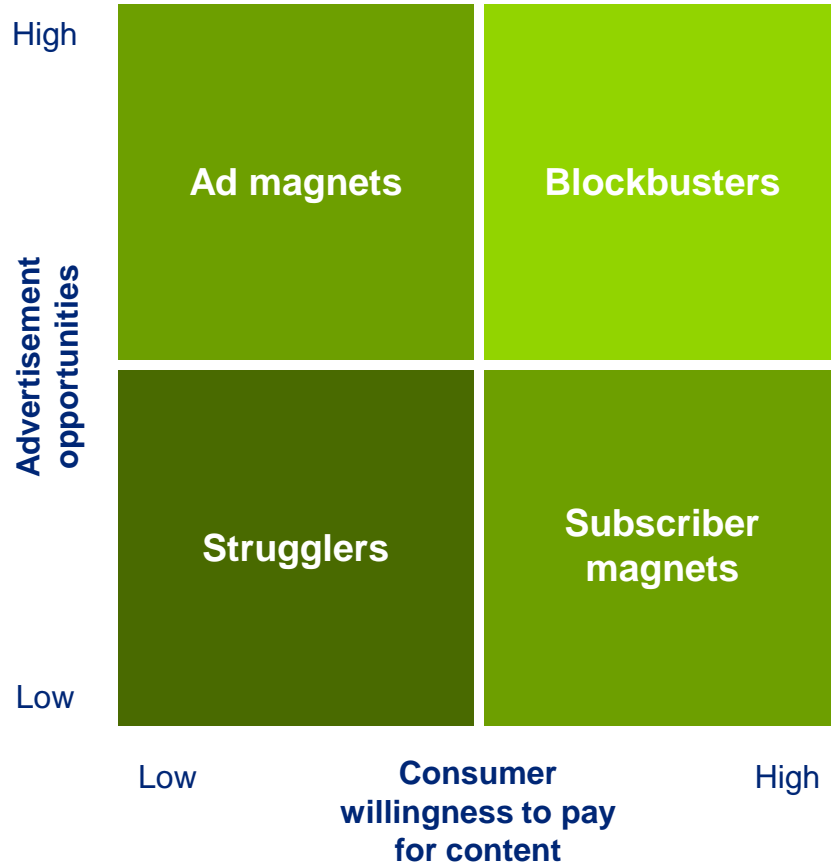 High
Ad magnets
Blockbusters
Advertisement
opportunities
Strugglers
Subscriber
magnets
Low
Low
Consumer
willingness to pay
for content
High